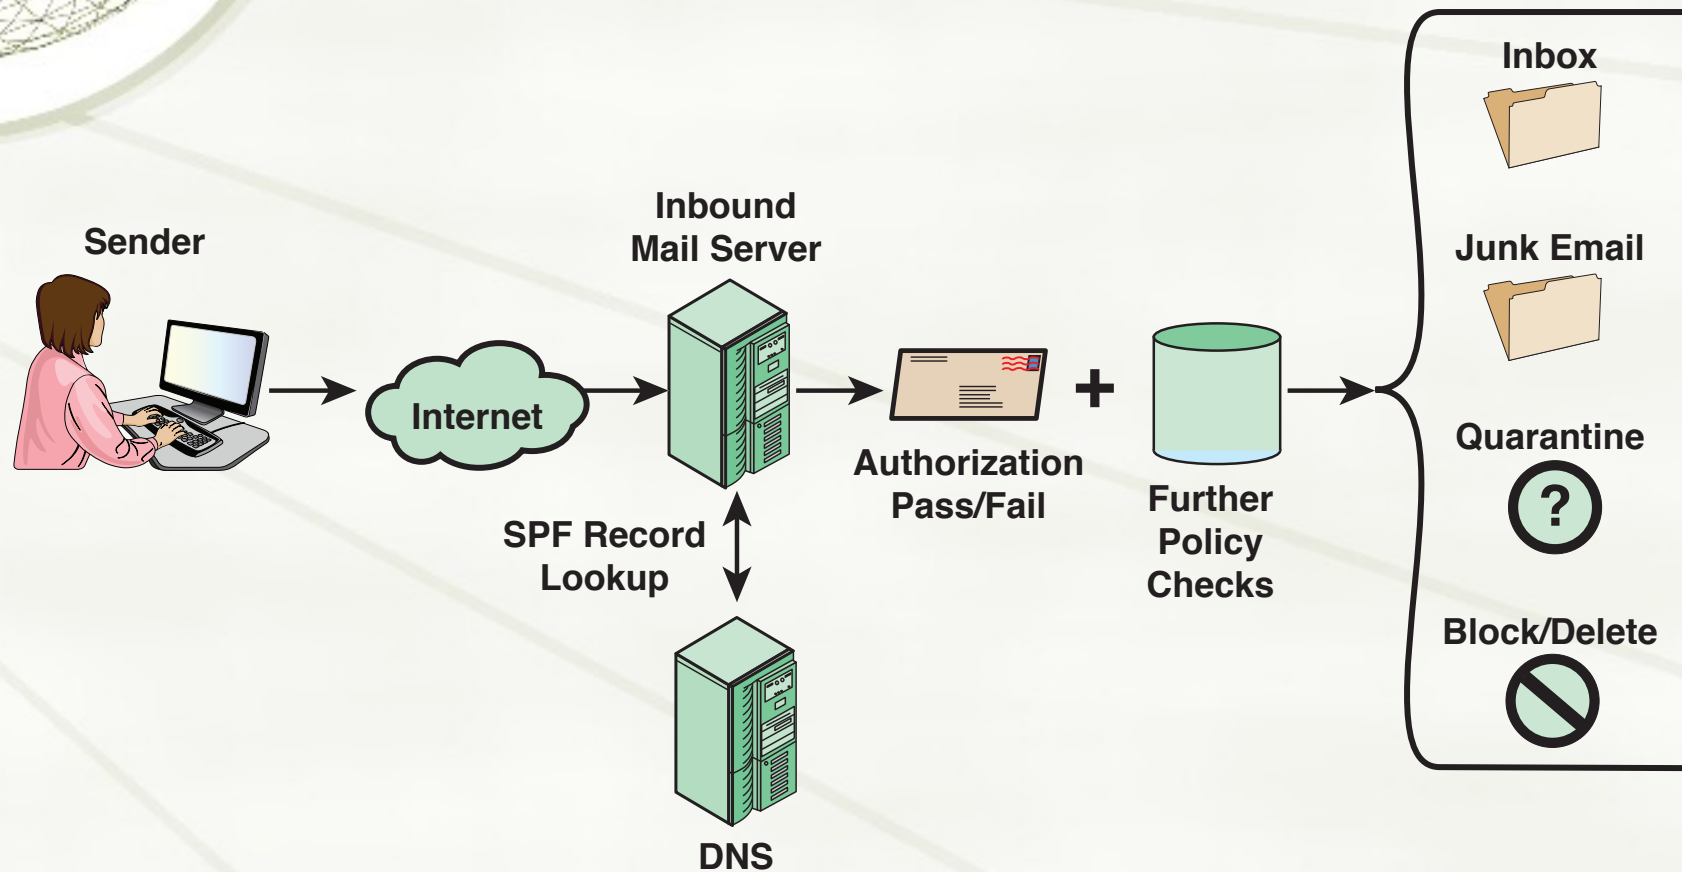 Sender
Internet
Inbound
Mail Server
SPF Record
Lookup
DNS
Authorization
Pass/Fail
+
Further
Policy
Checks
Inbox
Junk Email
Quarantine
?
Block/Delete